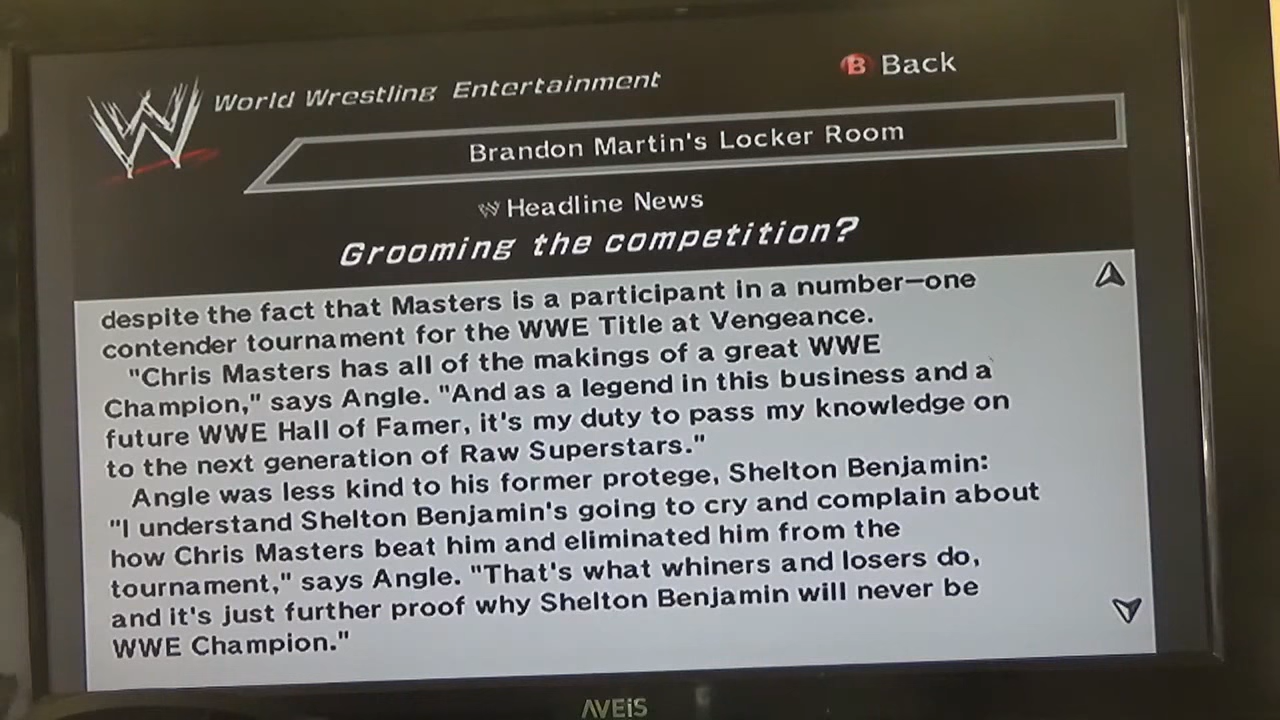 World Wrestling Entertainment
B Back
Brandon Martin's Locker Room
W Headline News
Grooming the competition?
despite the fact that Masters is a participant in a number-one
contender tournament for the WWE Title at Vengeance.
"Chris Masters has all of the makings of a great WWE
Champion," says Angle. "And as a legend in this business and a
future WWE Hall of Famer, it's my duty to pass my knowledge on
to the next generation of Raw Superstars."
Angle was less kind to his former protege, Shelton Benjamin:
"I understand Shelton Benjamin's going to cry and complain about
how Chris Masters beat him and eliminated him from the
tournament," says Angle. "That's what whiners and losers do,
and it's just further proof why Shelton Benjamin will never be
WWE Champion."
AVEiS